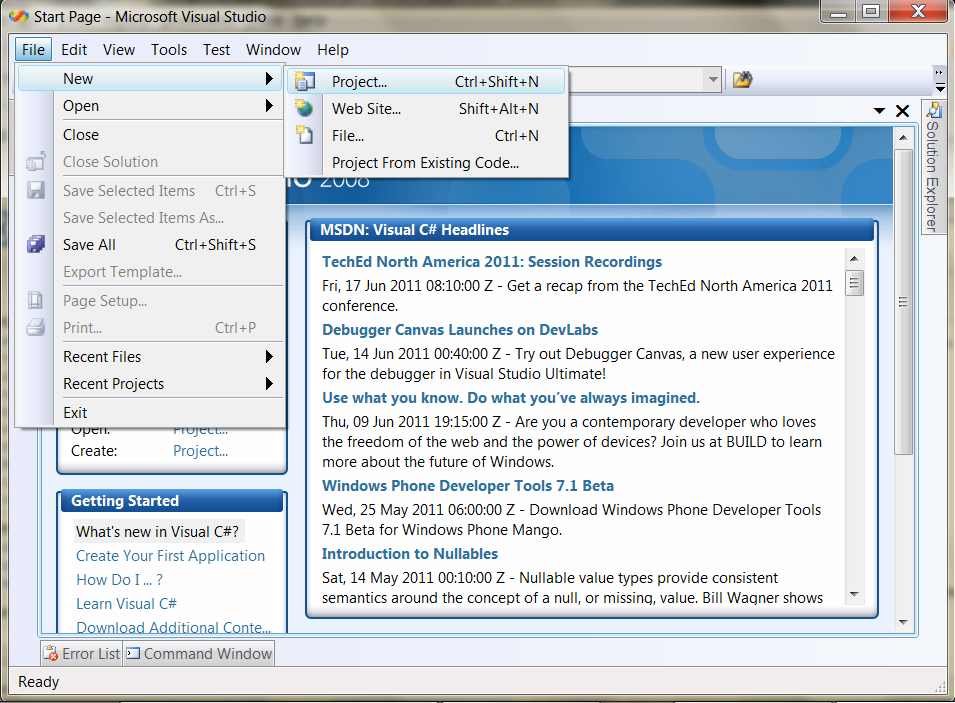 Start Page - Microsoft Visual Studio
File Edit View Tools Test Window Help
New
Open
Close
Close Solution
Save Selected Items Ctrl+S
Save Selected Items As...
Save All Ctrl+Shift+S
Export Template...
Page Setup...
Print... Ctrl+P
Recent Files
Recent Projects
Exit
Project... Ctrl+Shift+N
Web Site... Shift+Alt+N
File... Ctrl+N
Project From Existing Code...
2008
Solution Explorer
Open: Project...
Create: Project...
Getting Started
What's new in Visual C#?
Create Your First Application
How Do I ... ?
Learn Visual C#
Download Additional Conte...
MSDN: Visual C# Headlines
TechEd North America 2011: Session Recordings
Fri, 17 Jun 2011 08:10:00 Z - Get a recap from the TechEd North America 2011
conference.
Debugger Canvas Launches on DevLabs
Tue, 14 Jun 2011 00:40:00 Z - Try out Debugger Canvas, a new user experience
for the debugger in Visual Studio Ultimate!
Use what you know. Do what you've always imagined.
Thu, 09 Jun 2011 19:15:00 Z - Are you a contemporary developer who loves
the freedom of the web and the power of devices? Join us at BUILD to learn
more about the future of Windows.
Windows Phone Developer Tools 7.1 Beta
Wed, 25 May 2011 06:00:00 Z - Download Windows Phone Developer Tools
7.1 Beta for Windows Phone Mango.
Introduction to Nullables
Sat, 14 May 2011 00:10:00 Z - Nullable value types provide consistent
semantics around the concept of a null, or missing, value. Bill Wagner shows
Error List Command Window
Ready